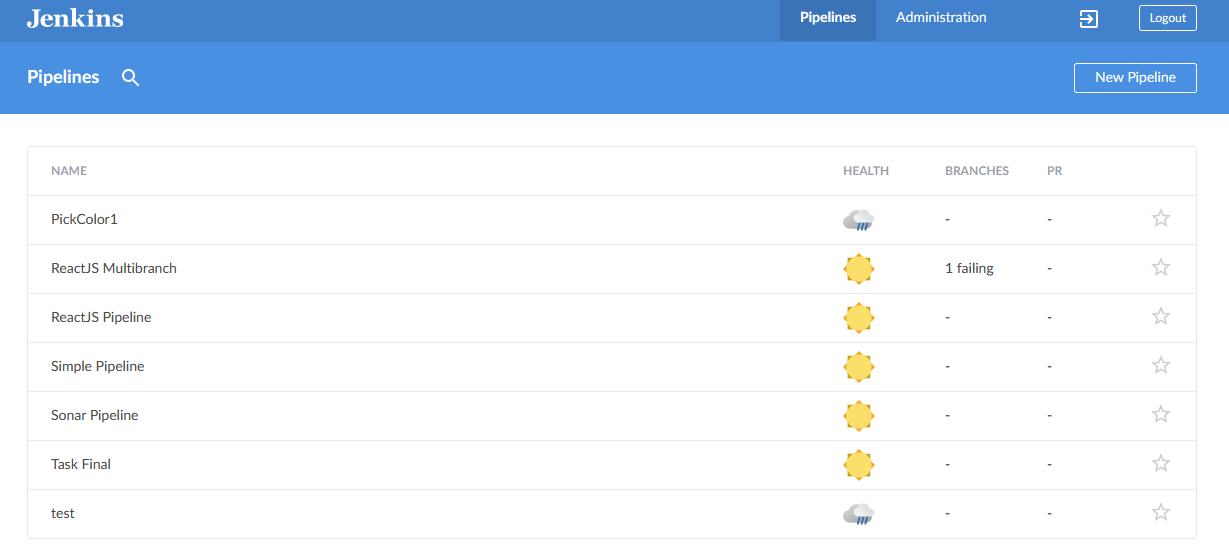 Jenkins Pipelines Administration Logout
Pipelines New Pipeline
NAME HEALTH BRANCHES PR
PickColor1 - -
ReactJS Multibranch 1 failing -
ReactJS Pipeline - -
Simple Pipeline - -
Sonar Pipeline - -
Task Final - -
test - -